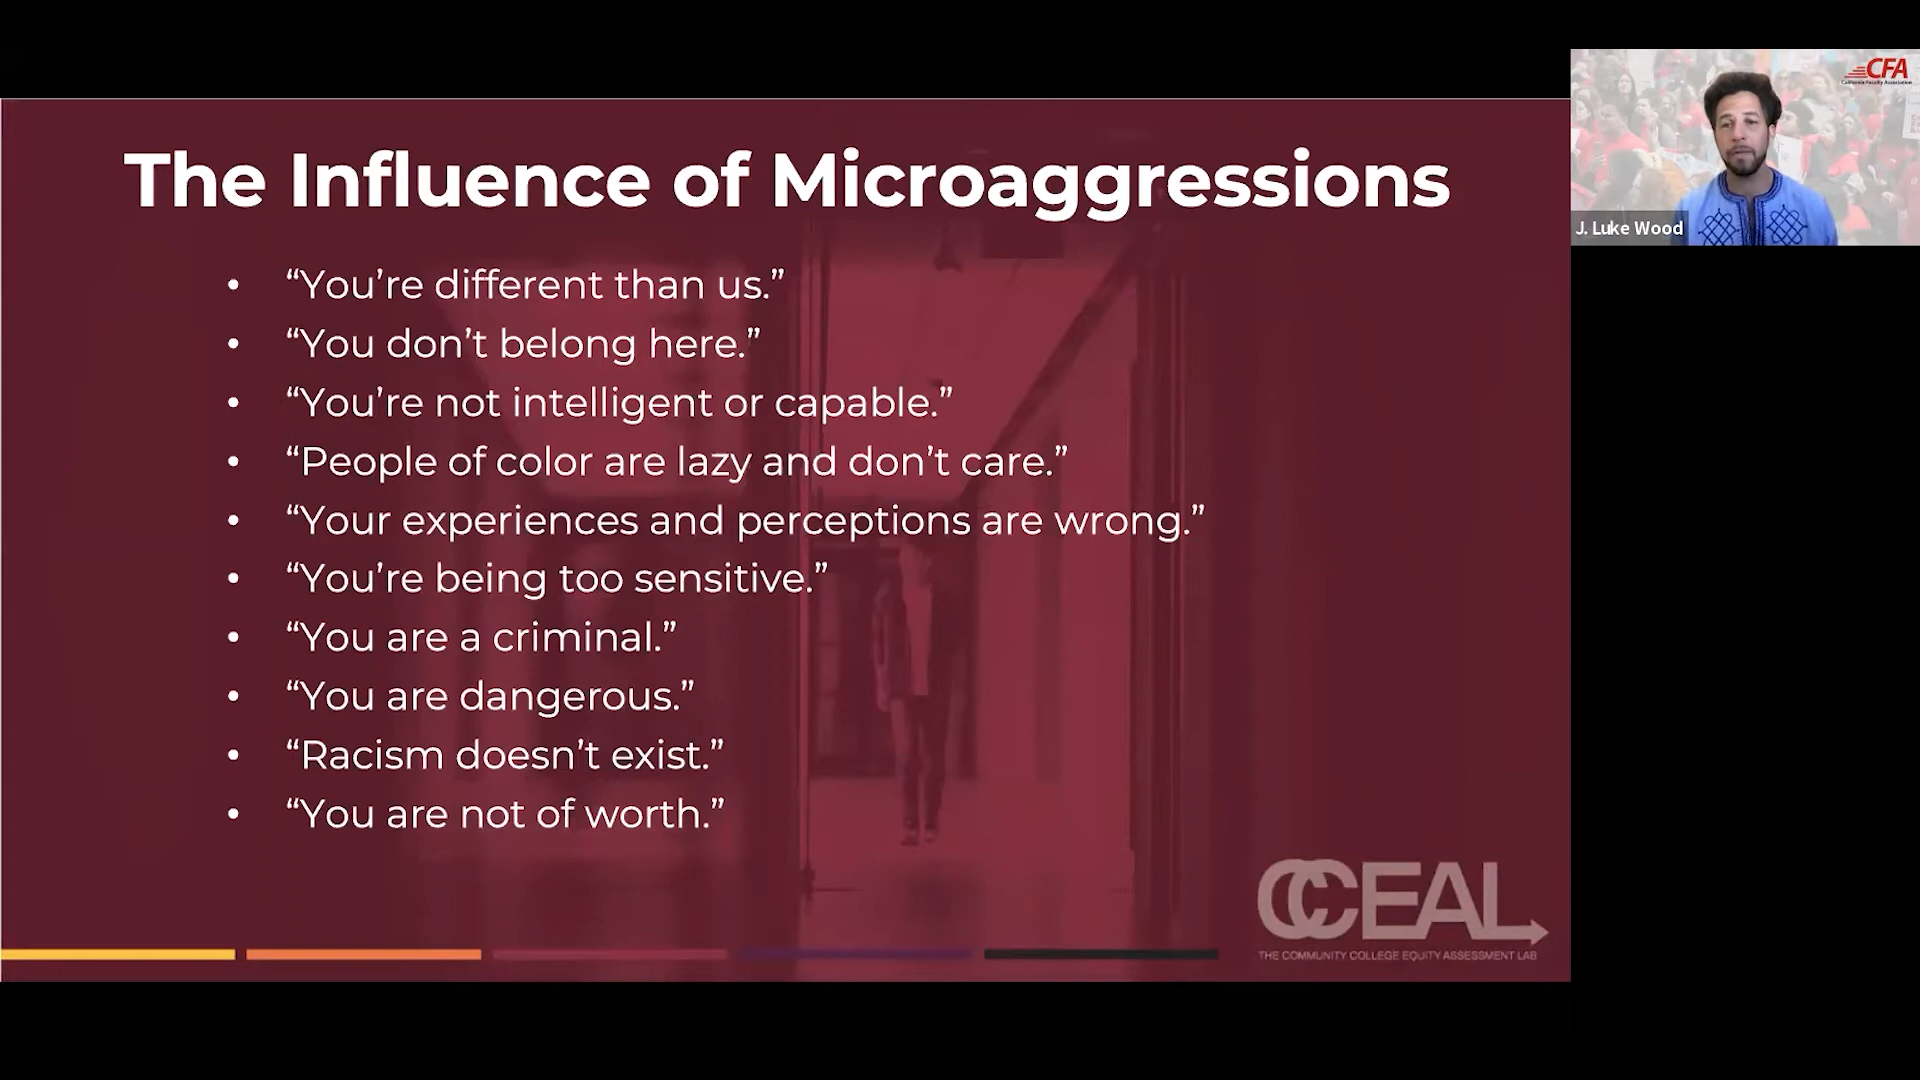 The Influence of Microaggressions
• “You’re different than us.”
• “You don’t belong here.”
• “You’re not intelligent or capable.”
• “People of color are lazy and don’t care.”
• “Your experiences and perceptions are wrong.”
• “You’re being too sensitive.”
• “You are a criminal.”
• “You are dangerous.”
• “Racism doesn’t exist.”
• “You are not of worth.”
CCEAL
THE COMMUNITY COLLEGE EQUITY ASSESSMENT LAB
CFA
California Faculty Association
J. Luke Wood